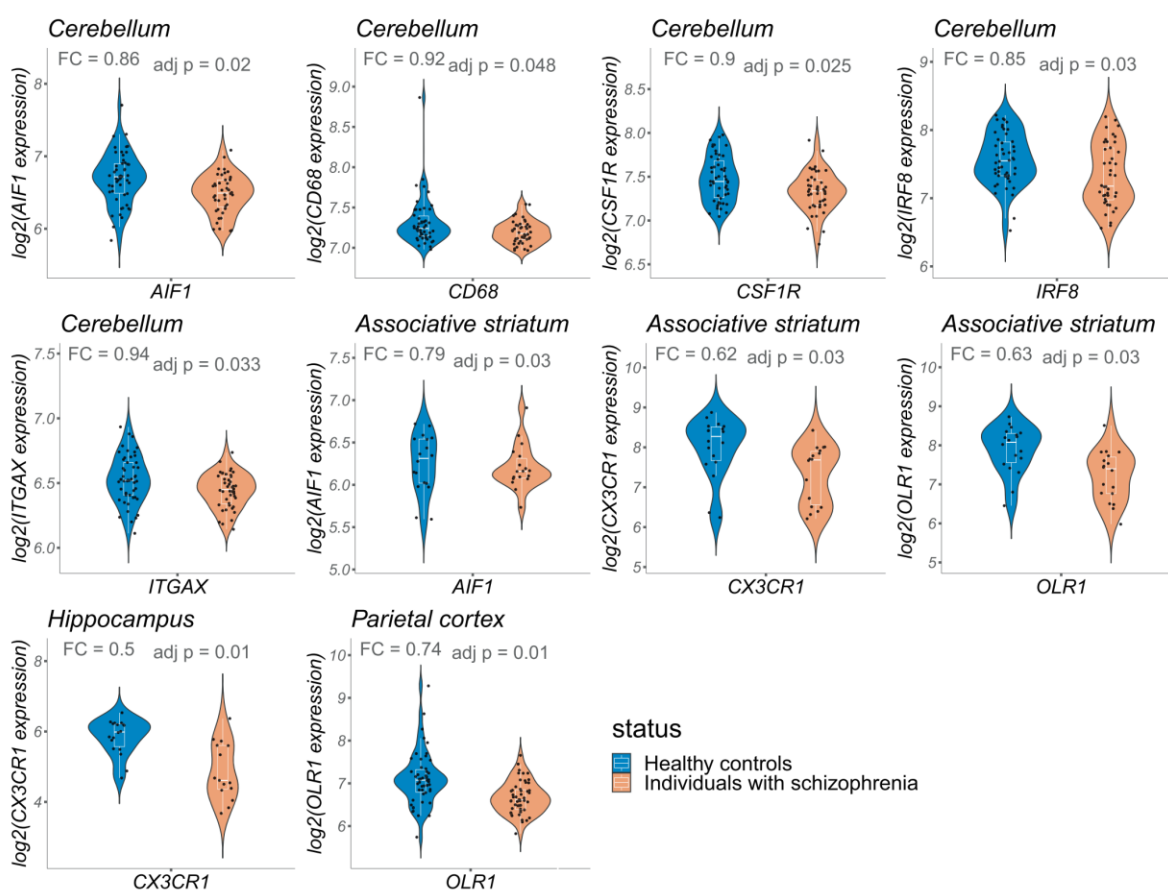 Cerebellum
FC = 0.86 adj p = 0.02
log2(AIF1 expression)
8
7
6
AIF1
Cerebellum
FC = 0.92 adj p = 0.048
log2(CD68 expression)
9.0
8.5
8.0
7.5
7.0
CD68
Cerebellum
FC = 0.9 adj p = 0.025
log2(CSF1R expression)
8.5
8.0
7.5
7.0
6.5
CSF1R
Cerebellum
FC = 0.85 adj p = 0.03
log2(IRF8 expression)
9
8
7
6
IRF8
Cerebellum
FC = 0.94 adj p = 0.033
log2(ITGAX expression)
7.5
7.0
6.5
6.0
ITGAX
Associative striatum
FC = 0.79 adj p = 0.03
log2(AIF1 expression)
7.5
7.0
6.5
6.0
5.5
5.0
AIF1
Associative striatum
FC = 0.62 adj p = 0.03
log2(CX3CR1 expression)
10
9
8
7
6
5
CX3CR1
Associative striatum
FC = 0.63 adj p = 0.03
log2(OLR1 expression)
10
9
8
7
6
5
OLR1
Hippocampus
FC = 0.5 adj p = 0.01
log2(CX3CR1 expression)
8
6
4
CX3CR1
Parietal cortex
FC = 0.74 adj p = 0.01
log2(OLR1 expression)
10
9
8
7
6
OLR1
status
Healthy controls
Individuals with schizophrenia